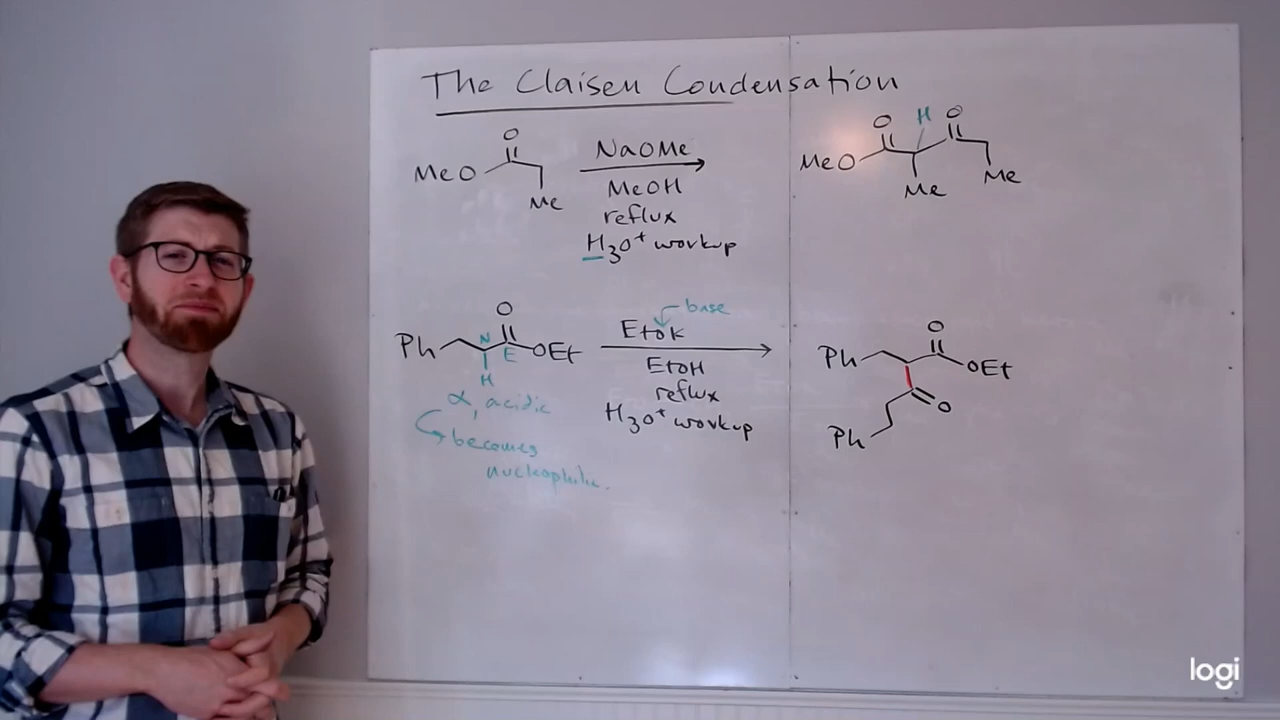 The Claisen Condensation
O
MeO
Me
NaOMe
MeOH
reflux
H3O+ workup
O H O
MeO
Me Me
O
Ph N E OEt
H
α, acidic
becomes
nucleophilic.
base
EtOK
EtOH
reflux
H3O+ workup
O
Ph OEt
O
Ph
logi